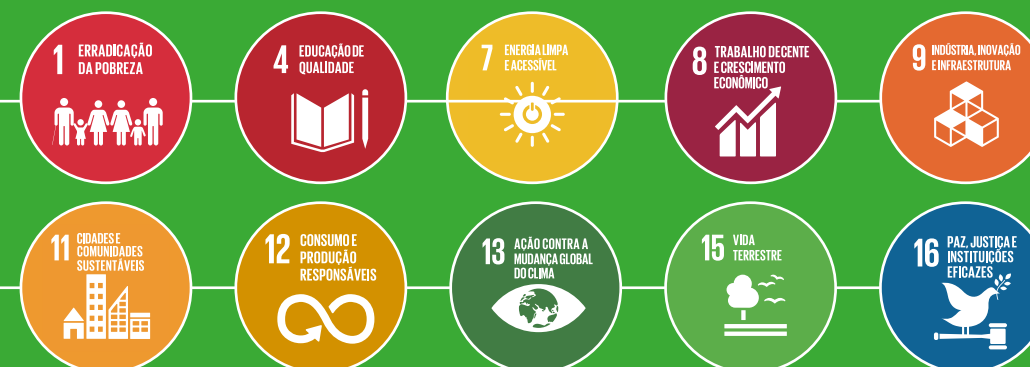 1 ERRADICAÇÃO
DA POBREZA
4 EDUCAÇÃO DE
QUALIDADE
7 ENERGIA LIMPA
E ACESSÍVEL
8 TRABALHO DECENTE
E CRESCIMENTO
ECONÔMICO
9 INDÚSTRIA, INOVAÇÃO
E INFRAESTRUTURA
11 CIDADES E
COMUNIDADES
SUSTENTÁVEIS
12 CONSUMO E
PRODUÇÃO
RESPONSÁVEIS
13 AÇÃO CONTRA A
MUDANÇA GLOBAL
DO CLIMA
15 VIDA
TERRESTRE
16 PAZ, JUSTIÇA E
INSTITUIÇÕES
EFICAZES